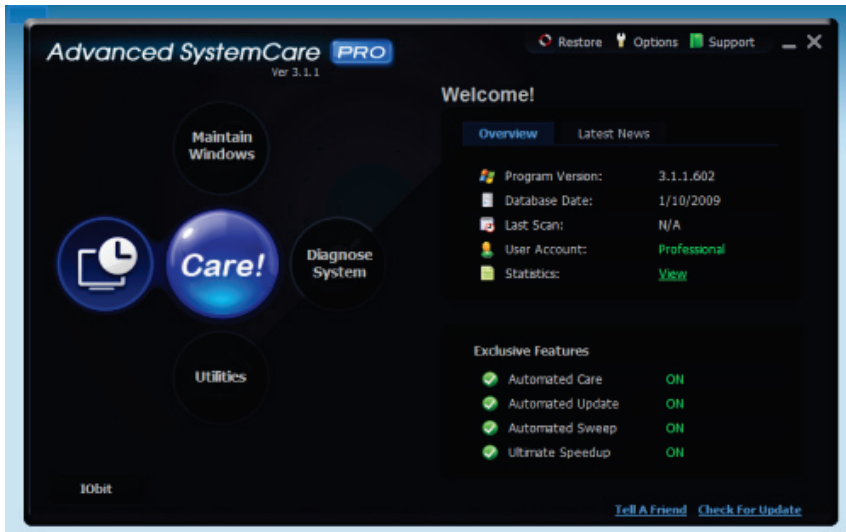 Advanced SystemCare PRO
Ver 3.1.1
Restore Options Support
Maintain
Windows
Care!
Diagnose
System
Utilities
IObit
Welcome!
Overview Latest News
Program Version: 3.1.1.602
Database Date: 1/10/2009
Last Scan: N/A
User Account: Professional
Statistics: View
Exclusive Features
Automated Care ON
Automated Update ON
Automated Sweep ON
Ultimate Speedup ON
Tell A Friend Check For Update